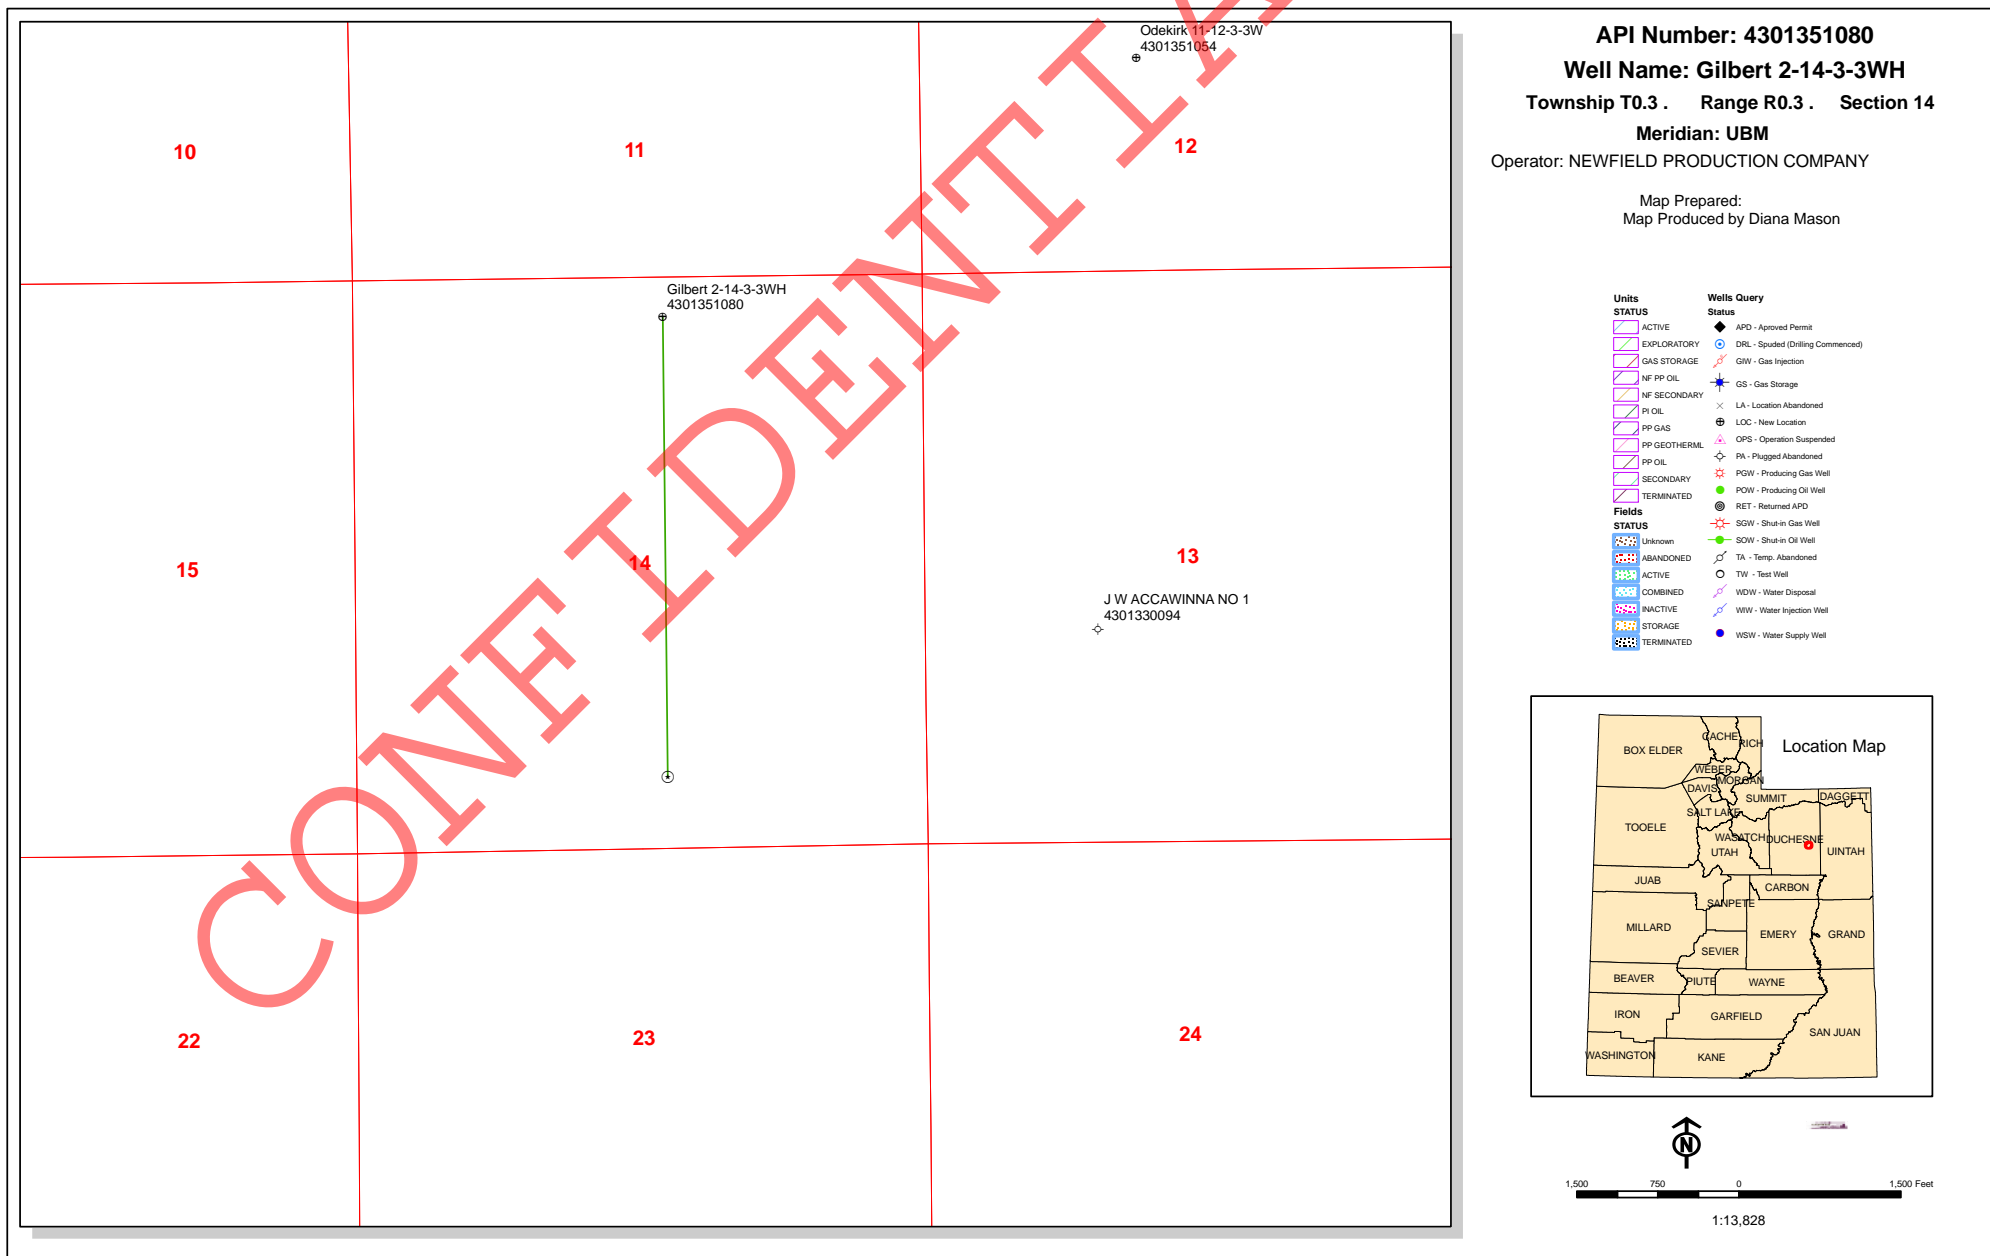 Odekirk 11-12-3-3W
4301351054
10
11
12
Gilbert 2-14-3-3WH
4301351080
15
14
13
J W ACCAWINNA NO 1
4301330094
22
23
24
CONFIDENTIA
API Number: 4301351080
Well Name: Gilbert 2-14-3-3WH
Township T0.3 . Range R0.3 . Section 14
Meridian: UBM
Operator: NEWFIELD PRODUCTION COMPANY
Map Prepared:
Map Produced by Diana Mason
Units
STATUS
ACTIVE
EXPLORATORY
GAS STORAGE
NF PP OIL
NF SECONDARY
PI OIL
PP GAS
PP GEOTHERML
PP OIL
SECONDARY
TERMINATED
Fields
STATUS
Unknown
ABANDONED
ACTIVE
COMBINED
INACTIVE
STORAGE
TERMINATED
Wells Query
Status
APD - Aproved Permit
DRL - Spuded (Drilling Commenced)
GIW - Gas Injection
GS - Gas Storage
LA - Location Abandoned
LOC - New Location
OPS - Operation Suspended
PA - Plugged Abandoned
PGW - Producing Gas Well
POW - Producing Oil Well
RET - Returned APD
SGW - Shut-in Gas Well
SOW - Shut-in Oil Well
TA - Temp. Abandoned
TW - Test Well
WDW - Water Disposal
WIW - Water Injection Well
WSW - Water Supply Well
Location Map
BOX ELDER
CACHE
RICH
WEBER
MORGAN
DAVIS
SUMMIT
DAGGETT
SALT LAKE
TOOELE
WASATCH
DUCHESNE
UTAH
UINTAH
JUAB
CARBON
SANPETE
MILLARD
EMERY
GRAND
SEVIER
BEAVER
PIUTE
WAYNE
IRON
GARFIELD
SAN JUAN
WASHINGTON
KANE
N
1,500 750 0 1,500 Feet
1:13,828